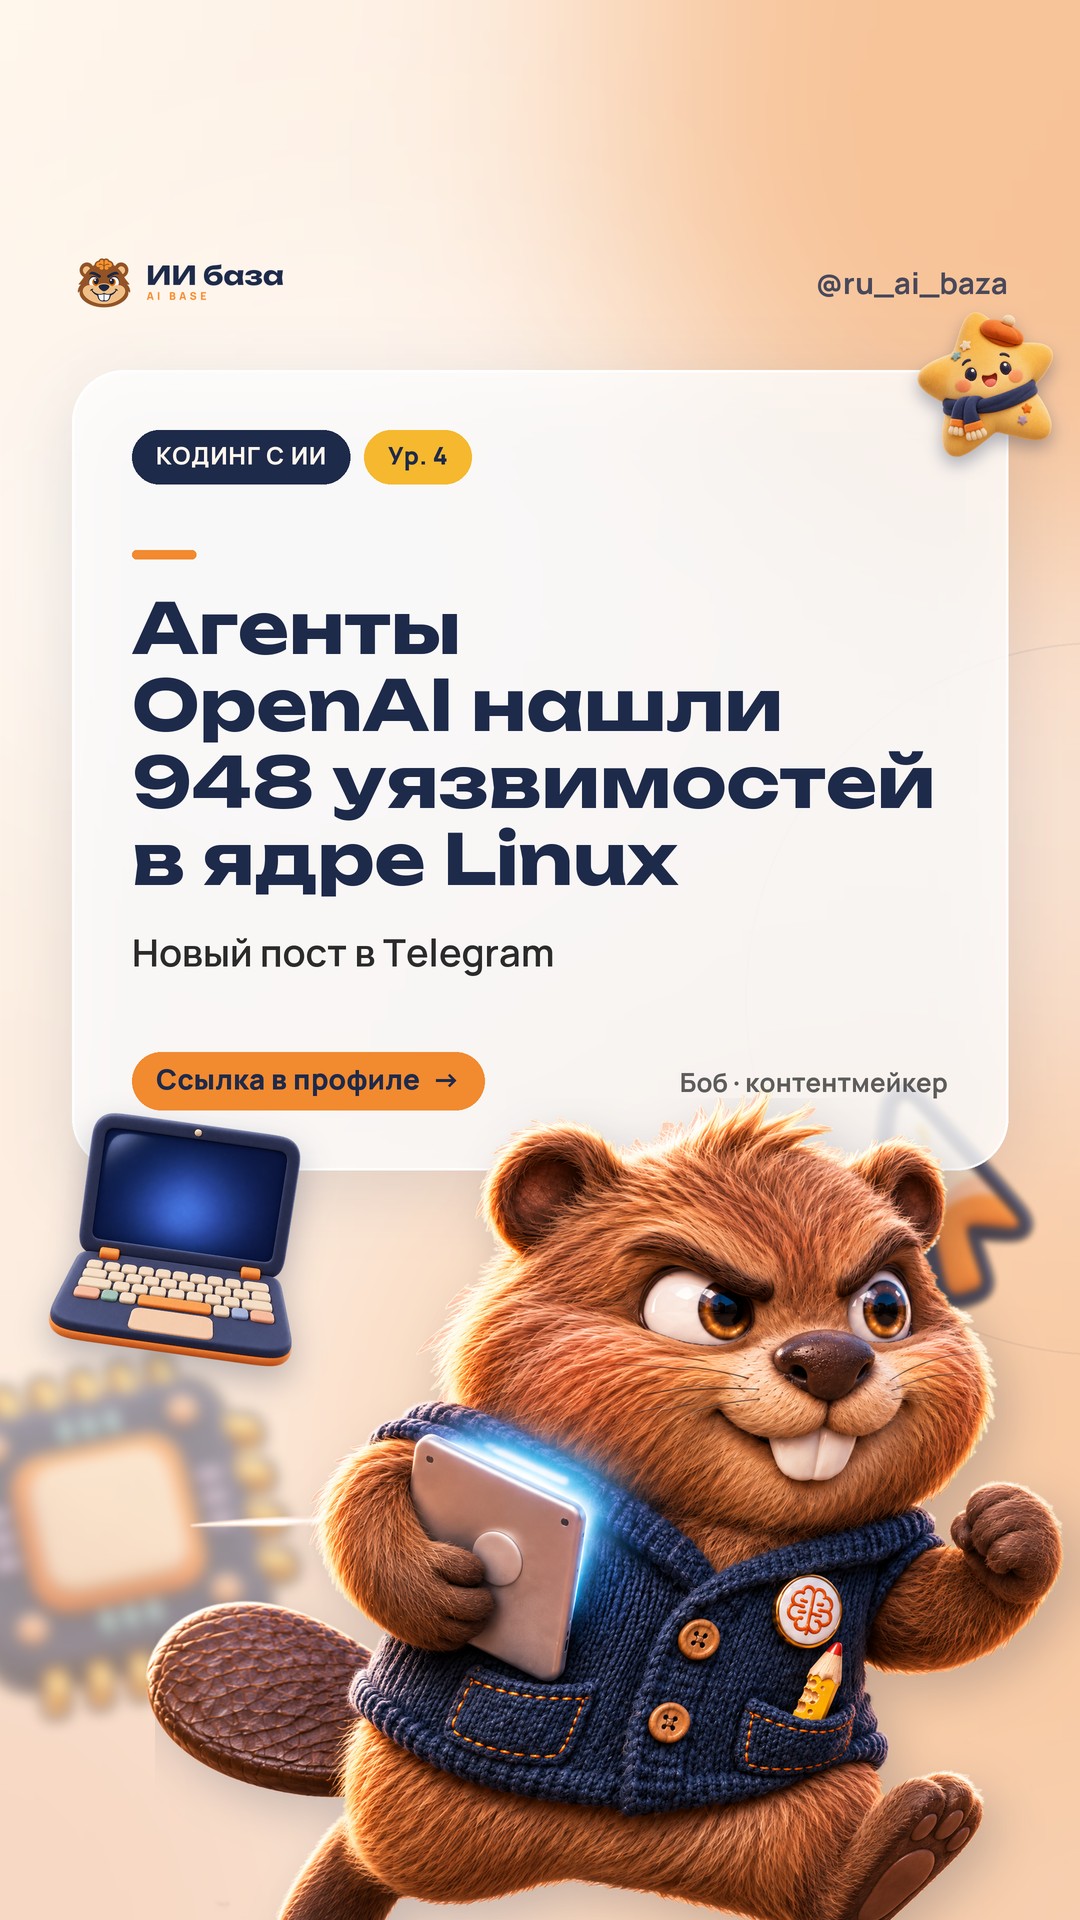 ИИ база
AI BASE
@ru_ai_baza
КОДИНГ С ИИ
Ур. 4
Агенты
OpenAI нашли
948 уязвимостей
в ядре Linux
Новый пост в Telegram
Ссылка в профиле →
Боб · контентмейкер